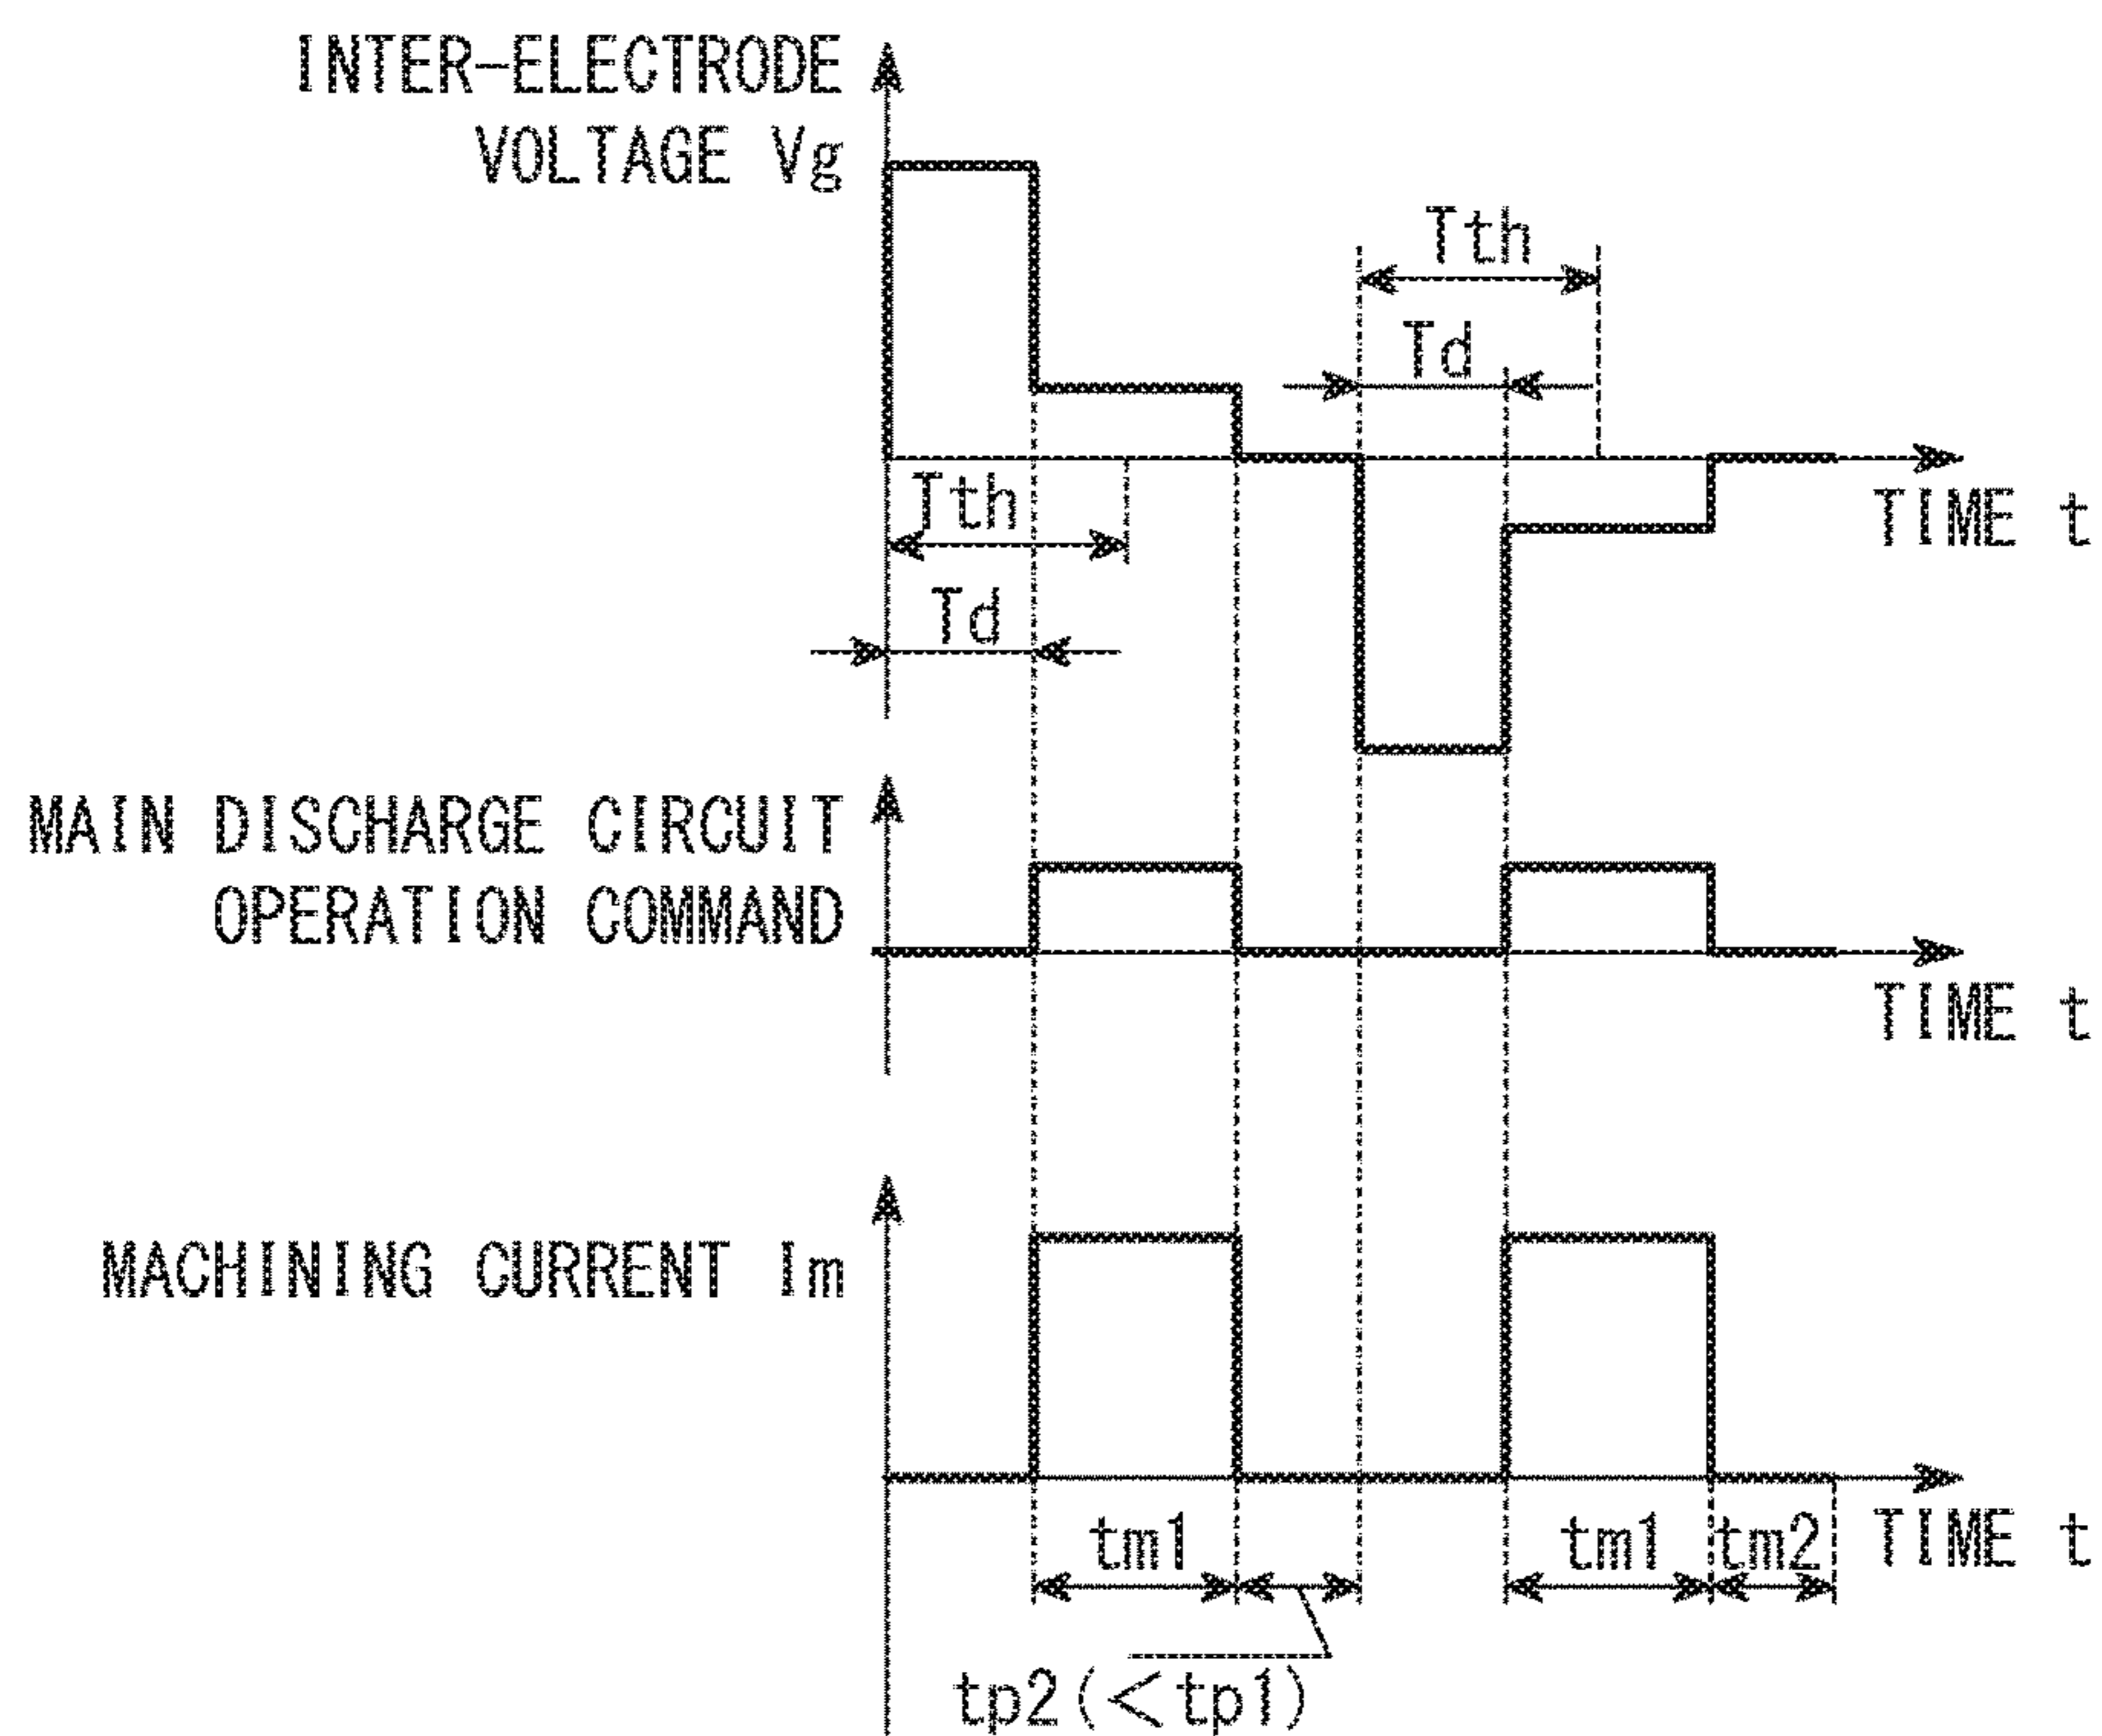 INTER-ELECTRODE
VOLTAGE Vg
Tth
Td
Tth
TIME t
Td
MAIN DISCHARGE CIRCUIT
OPERATION COMMAND
TIME t
MACHINING CURRENT Im
tm1
tm1
tm2
TIME t
tp2(<tp1)